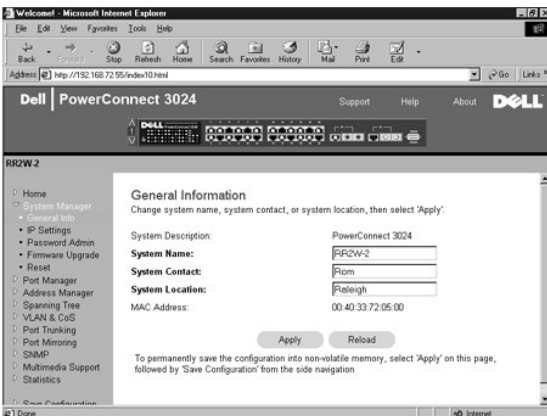 Welcome! - Microsoft Internet Explorer
File Edit View Favorites Tools Help
Back Forward Stop Refresh Home Search Favorites History Mail Print Edit
Address http://192.168.72.55/index10.html Go Links
Dell PowerConnect 3024 Support Help About DELL
DELL
RR2W-2
Home
System Manager
General Info
IP Settings
Password Admin
Firmware Upgrade
Reset
Port Manager
Address Manager
Spanning Tree
VLAN & CoS
Port Trunking
Port Mirroring
SNMP
Multimedia Support
Statistics
Save Configuration
General Information
Change system name, system contact, or system location, then select 'Apply'.
System Description: PowerConnect 3024
System Name: RR2W-2
System Contact: Rom
System Location: Raleigh
MAC Address: 00:40:33:72:05:00
Apply Reload
To permanently save the configuration into non-volatile memory, select 'Apply' on this page,
followed by 'Save Configuration' from the side navigation
Done Internet